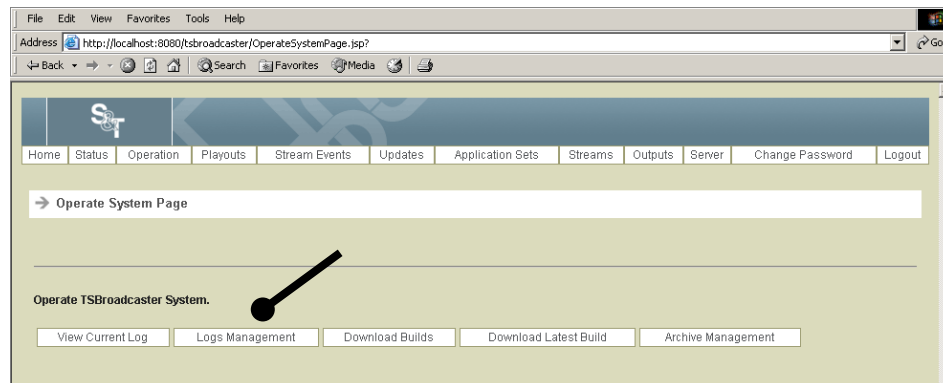 File Edit View Favorites Tools Help
Address http://localhost:8080/tsbroadcaster/OperateSystemPage.jsp? Go
Back Search Favorites Media
S&T
Home Status Operation Playouts Stream Events Updates Application Sets Streams Outputs Server Change Password Logout
Operate System Page
Operate TSBroadcaster System.
View Current Log Logs Management Download Builds Download Latest Build Archive Management